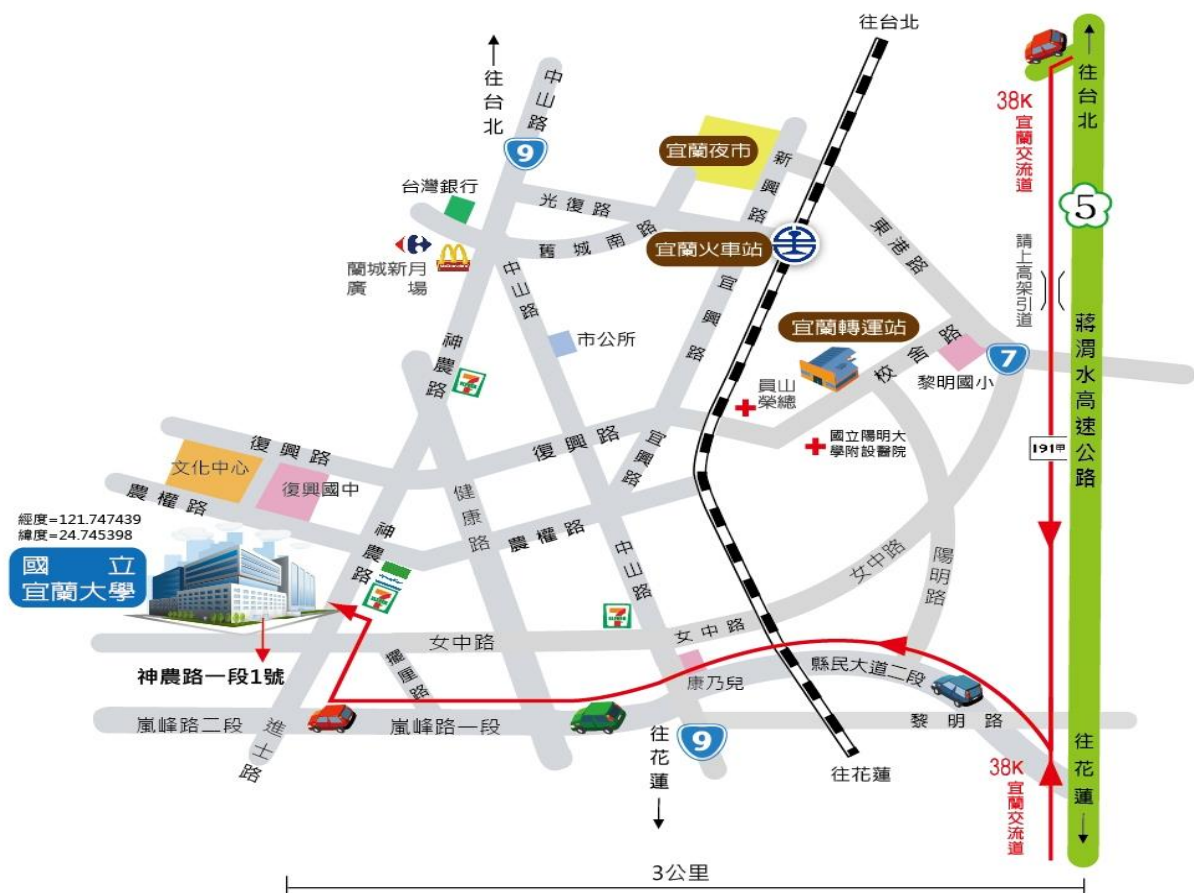 往台北
往台北
中山路
9
往台北
38K
宜蘭交流道
5
宜蘭夜市
新興路
台灣銀行
光復路
舊城南路
宜蘭火車站
東港路
蘭城新月
廣場
中山路
宜興路
請上高架引道
蔣渭水高速公路
市公所
宜蘭轉運站
校舍路
7
黎明國小
神農路
7
ELEVEN
員山
榮總
國立陽明大
學附設醫院
191甲
復興路
復興路
宜興路
文化中心
復興國中
農權路
健康路
農權路
經度=121.747439
緯度=24.745398
國立
宜蘭大學
神農路
7
ELEVEN
中山路
7
ELEVEN
女中路
陽明路
女中路
女中路
神農路一段1號
擺厘路
康乃兒
縣民大道二段
嵐峰路二段
進士路
嵐峰路一段
往花蓮
9
黎明路
往花蓮
往花蓮
38K
宜蘭交流道
3公里